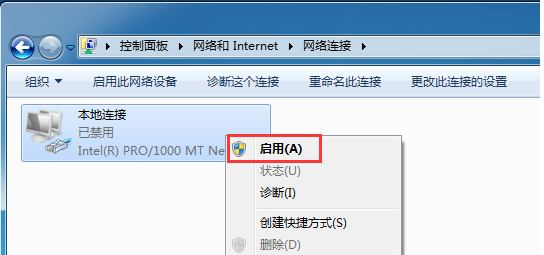 控制面板 ▸ 网络和 Internet ▸ 网络连接 ▸
组织 ▼ 启用此网络设备 诊断这个连接 重命名此连接 更改此连接的设置
本地连接
已禁用
Intel(R) PRO/1000 MT Ne
启用(A)
状态(U)
诊断(I)
创建快捷方式(S)
删除(D)